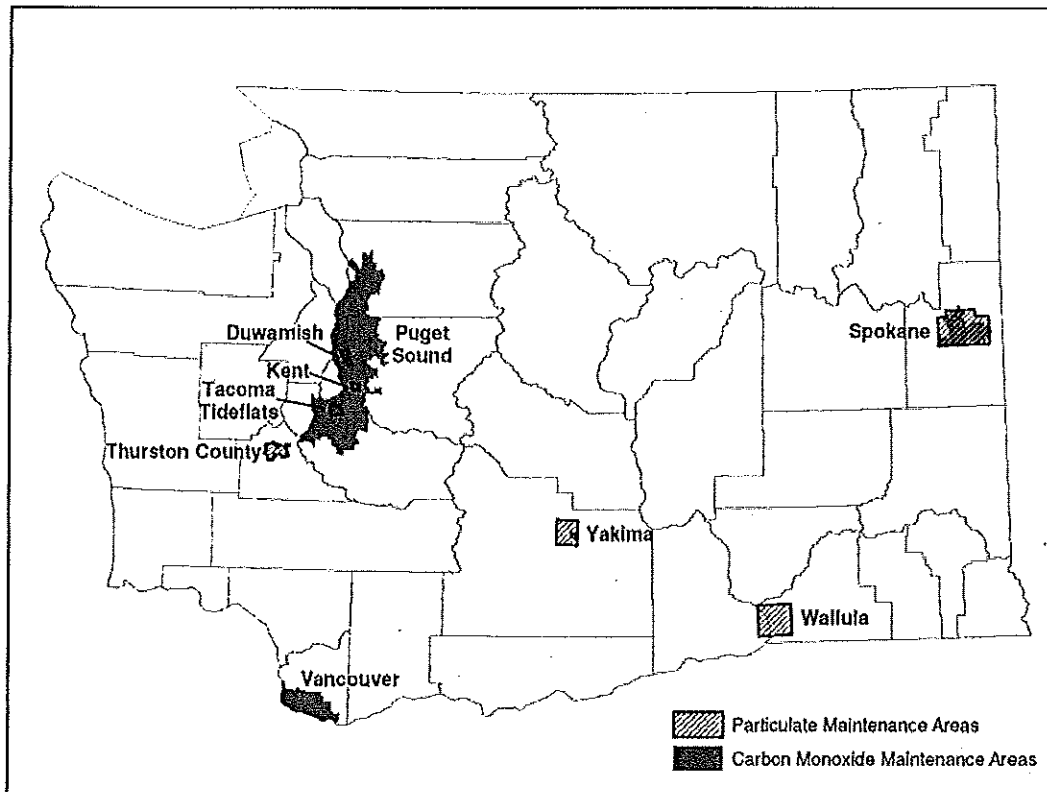 Duwamish
Puget
Sound
Kent
Tacoma
Tideflats
Thurston County
Spokane
Yakima
Wallula
Vancouver
Particulate Maintenance Areas
Carbon Monoxide Maintenance Areas